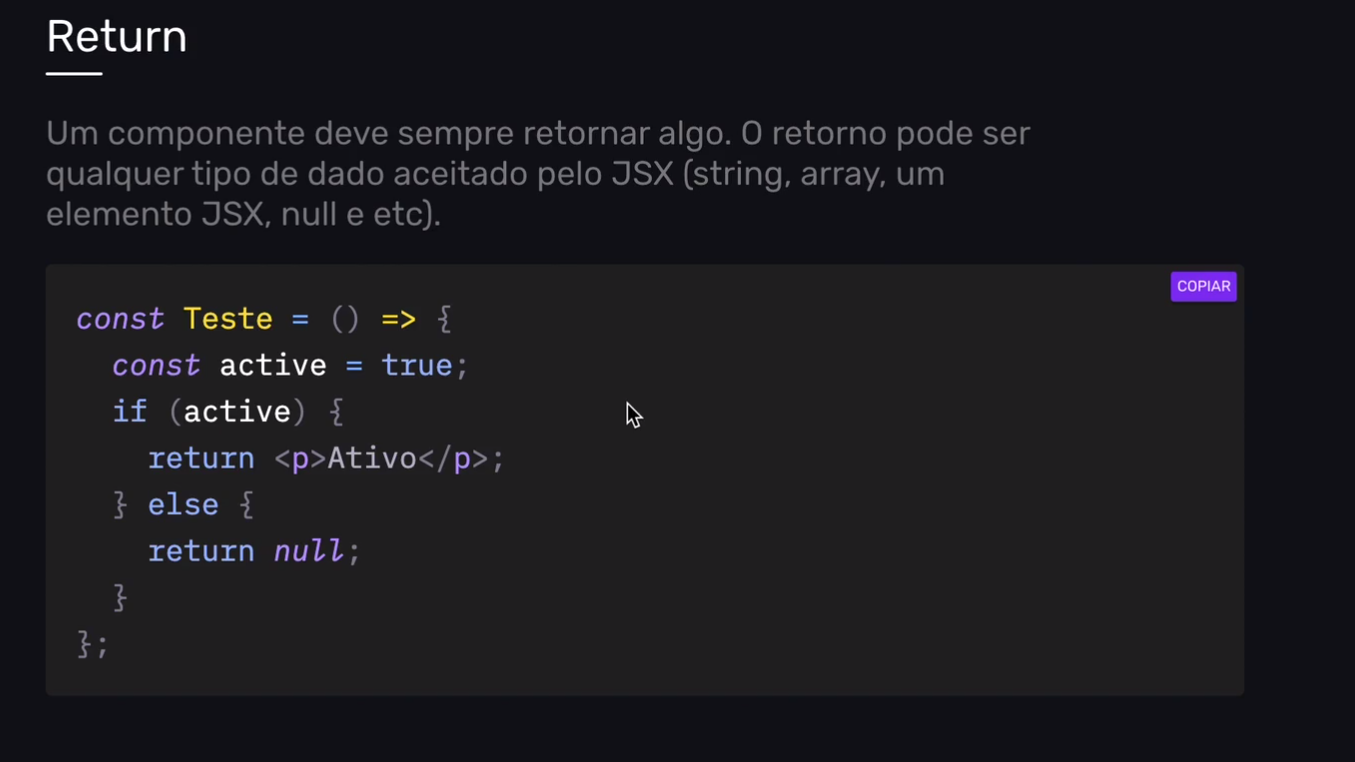 Return
Um componente deve sempre retornar algo. O retorno pode ser
qualquer tipo de dado aceitado pelo JSX (string, array, um
elemento JSX, null e etc).
COPIAR
const Teste = () => {
  const active = true;
  if (active) {
    return <p>Ativo</p>;
  } else {
    return null;
  }
};